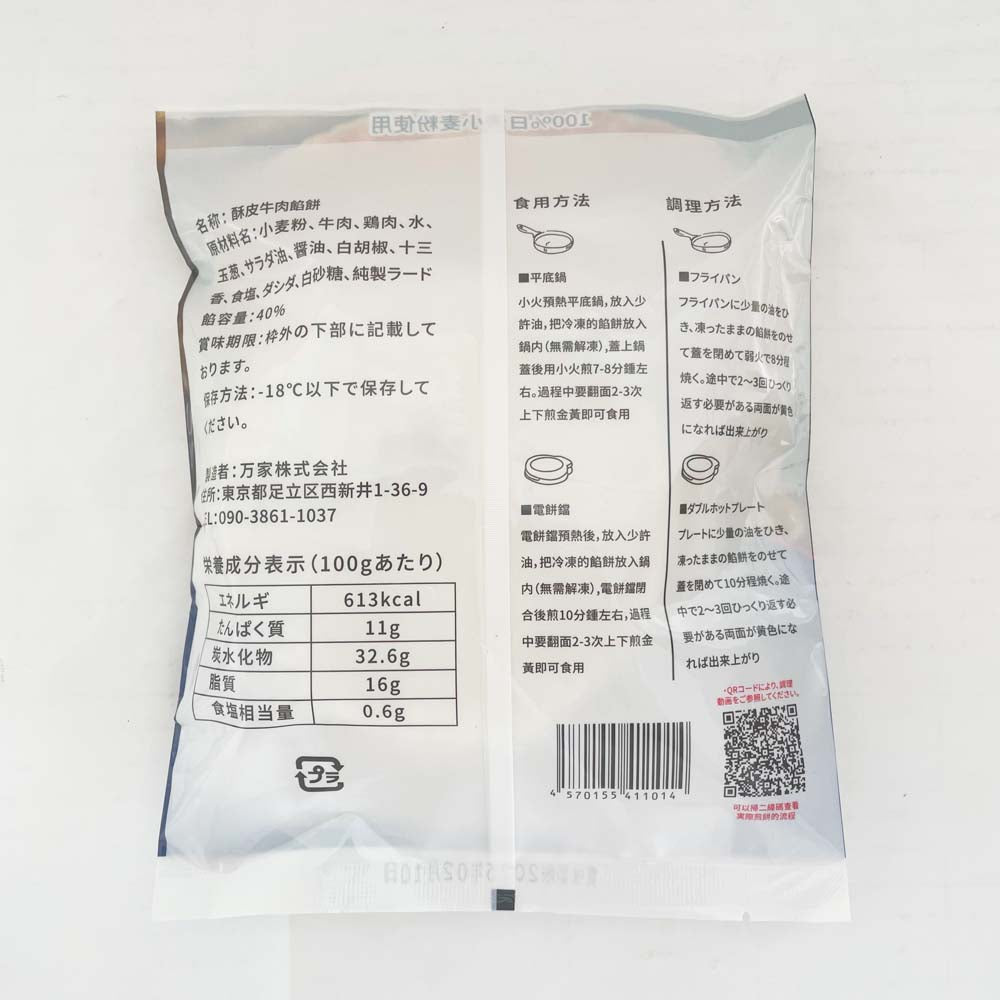 名称：酥皮牛肉餡餅
原材料名：小麦粉、牛肉、鶏肉、水、
玉葱、サラダ油、醤油、白胡椒、十三
香、食塩、ダシダ、白砂糖、純製ラード
餡容量：40%
賞味期限：枠外の下部に記載して
おります。
保存方法：-18℃以下で保存して
ください。
製造者：万家株式会社
住所：東京都足立区西新井1-36-9
EL：090-3861-1037
栄養成分表示（100gあたり）
エネルギ 613kcal
たんぱく質 11g
炭水化物 32.6g
脂質 16g
食塩相当量 0.6g
プラ
食用方法
■平底鍋
小火預熱平底鍋，放入少
許油，把冷凍的餡餅放入
鍋内（無需解凍），蓋上鍋
蓋後用小火煎7-8分鍾左
右。過程中要翻面2-3次
上下煎金黃即可食用
■電餅鐺
電餅鐺預熱後，放入少許
油，把冷凍的餡餅放入鍋
内（無需解凍），電餅鐺閉
合後煎10分鍾左右，過程
中要翻面2-3次上下煎金
黃即可食用
調理方法
■フライパン
フライパンに少量の油をひ
き、凍ったままの餡餅をのせ
て蓋を閉めて弱火で8分程
焼く。途中で2～3回ひっくり
返す必要がある両面が黄色
になれば出来上がり
■ダブルホットプレート
プレートに少量の油をひき、
凍ったままの餡餅をのせて
蓋を閉めて10分程焼く。途
中で2～3回ひっくり返す必
要がある両面が黄色にな
れば出来上がり
・QRコードにより、調理
動画をご参照してください。
可以掃二維碼查看
実際煎餅的流程
4 570155 411014
100%日 小麦粉使用
年02月10日